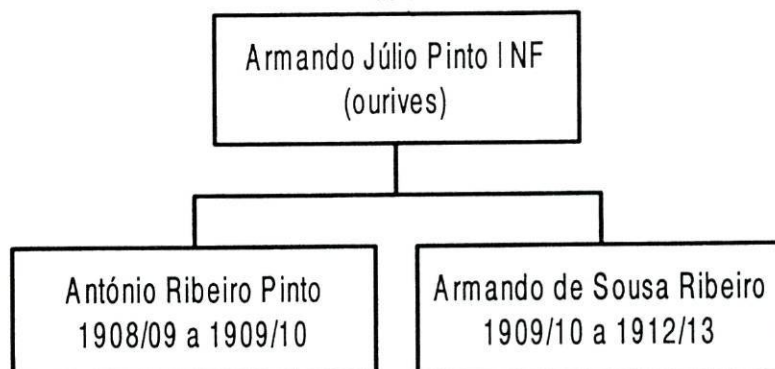 Armando Júlio Pinto I NF
(ourives)
António Ribeiro Pinto
1908/09 a 1909/10
Armando de Sousa Ribeiro
1909/10 a 1912/13